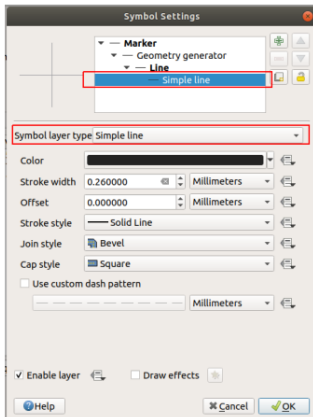 Symbol Settings
Marker
Geometry generator
Line
Simple line
Symbol layer type Simple line
Color
Stroke width 0.260000 Millimeters
Offset 0.000000 Millimeters
Stroke style Solid Line
Join style Bevel
Cap style Square
Use custom dash pattern
Millimeters
Enable layer Draw effects
Help Cancel OK